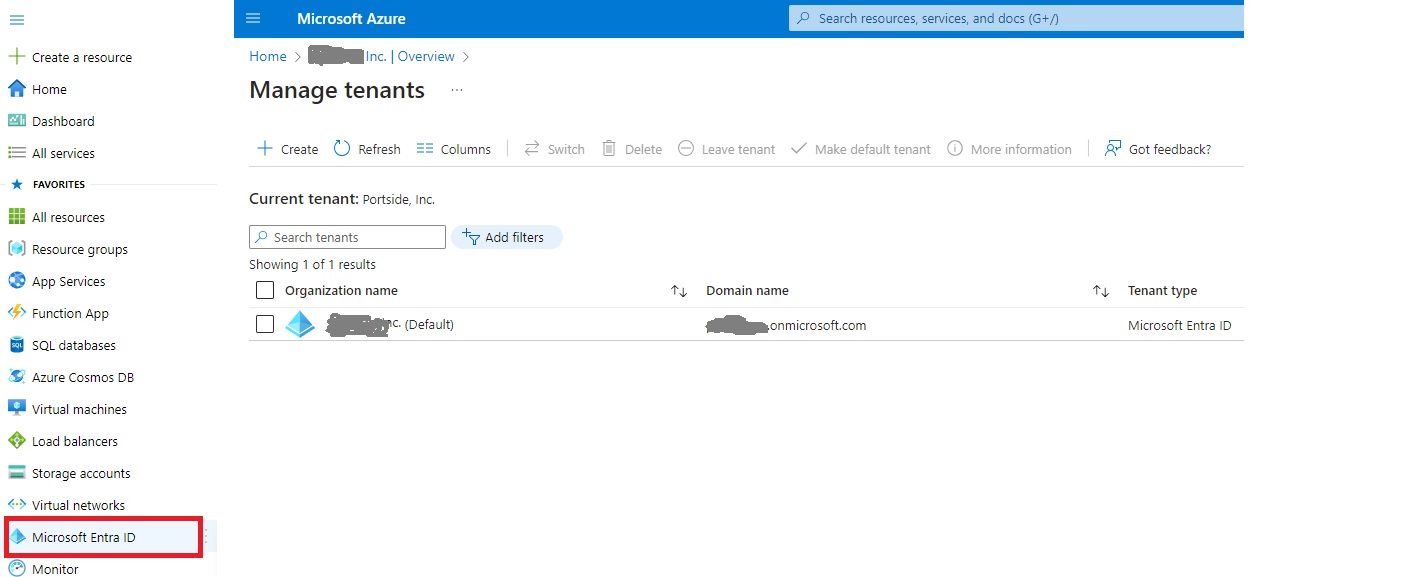 Create a resource
Home
Dashboard
All services
FAVORITES
All resources
Resource groups
App Services
Function App
SQL databases
Azure Cosmos DB
Virtual machines
Load balancers
Storage accounts
Virtual networks
Microsoft Entra ID
Monitor
Microsoft Azure
Search resources, services, and docs (G+/)
Home > Inc. | Overview >
Manage tenants ...
Create Refresh Columns Switch Delete Leave tenant Make default tenant More information Got feedback?
Current tenant: Portside, Inc.
Search tenants Add filters
Showing 1 of 1 results
Organization name Domain name Tenant type
(Default) .onmicrosoft.com Microsoft Entra ID